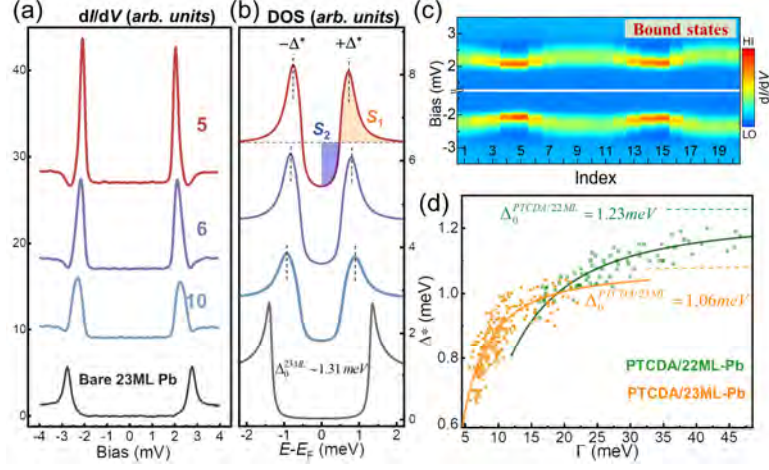 (a) dI/dV (arb. units)
40
30
20
10
0
5
6
10
Bare 23ML Pb
-4 -3 -2 -1 0 1 2 3 4
Bias (mV)
(b) DOS (arb. units)
−Δ* +Δ*
S₁
S₂
8
6
4
2
0
Δ₀^23ML ~1.31 meV
-2 -1 0 1 2
E-E_F (meV)
(c)
Bound states
3
2
-2
-3
Bias (mV)
1 3 5 7 9 11 13 15 17 19
Index
HI
LO
dI/dV
(d)
Δ₀^PTCDA/22ML = 1.23meV
Δ₀^PTCDA/23ML = 1.06meV
PTCDA/22ML-Pb
PTCDA/23ML-Pb
1.2
1.0
0.8
0.6
Δ* (meV)
5 10 15 20 25 30 35 40 45
Γ (meV)